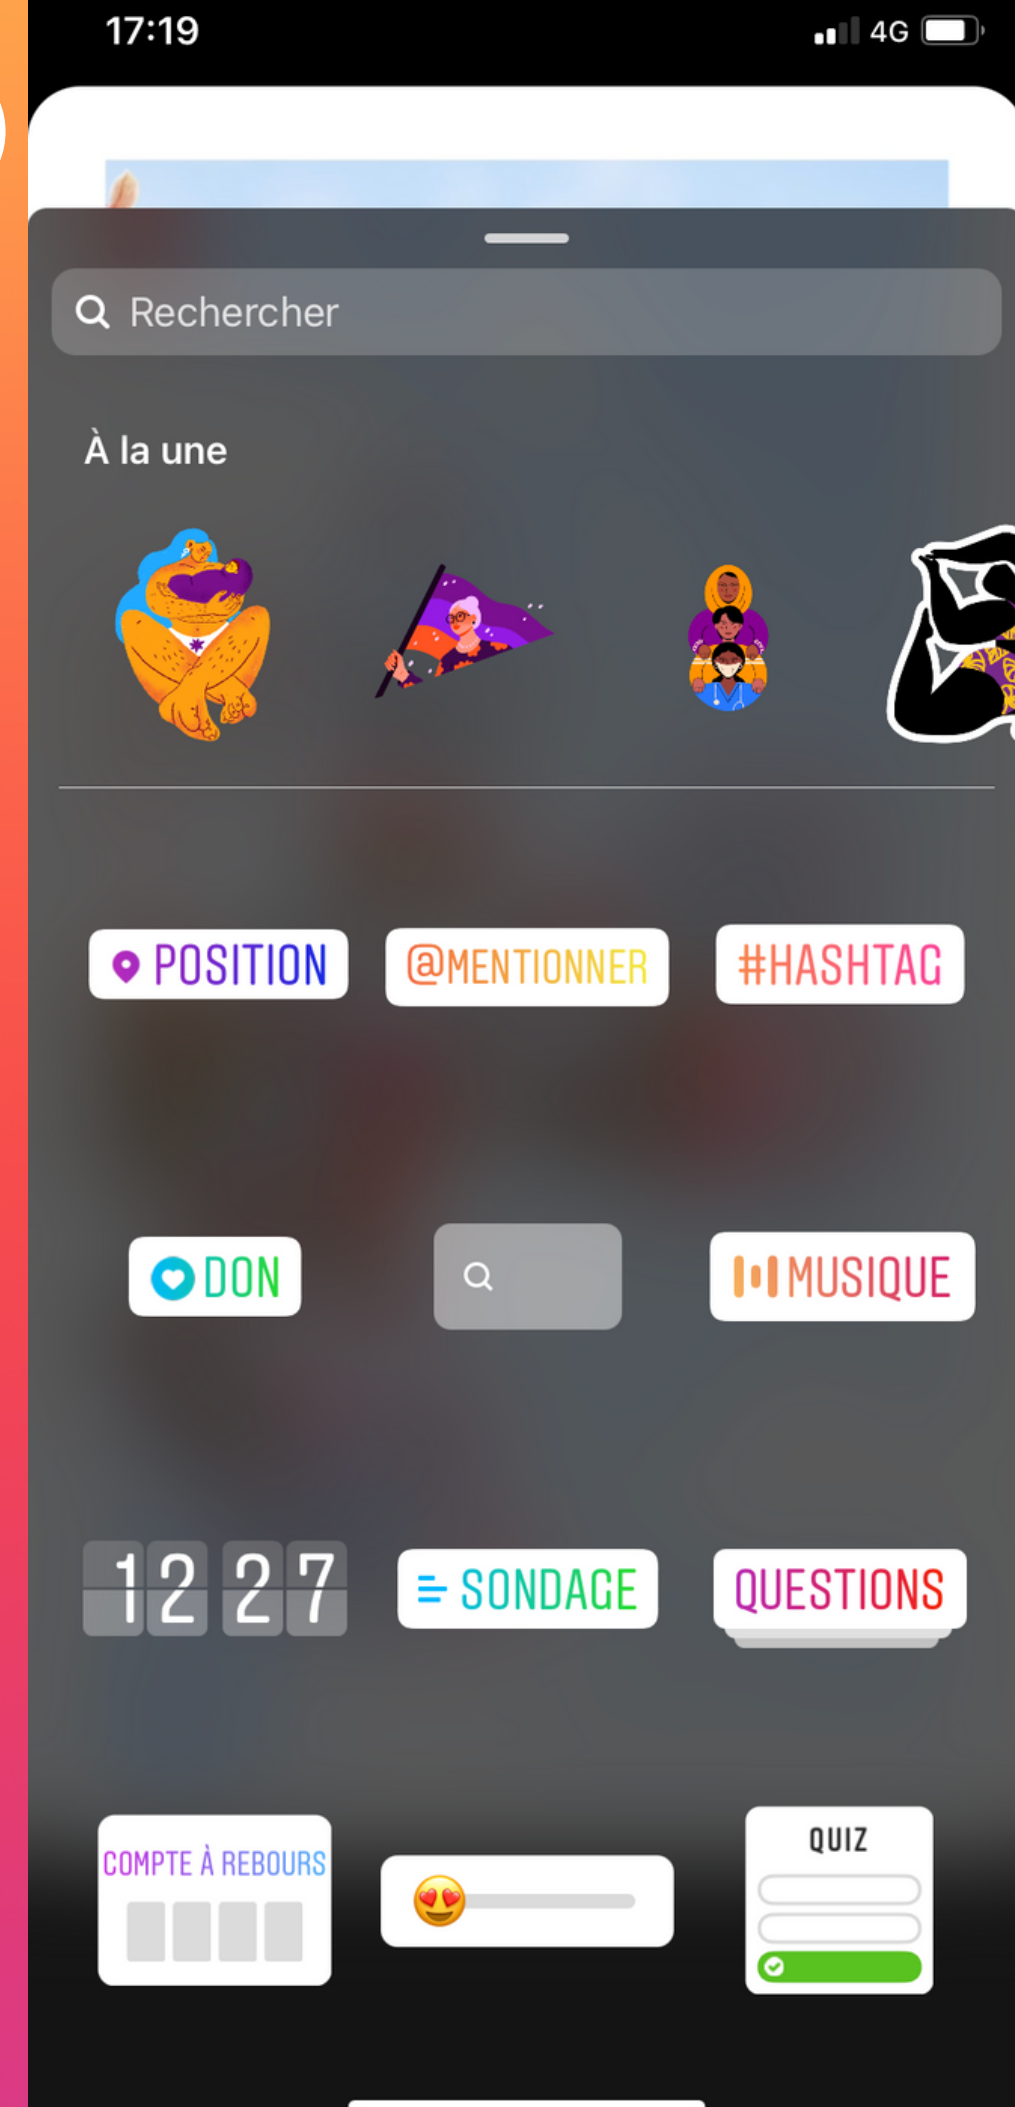 17:19
4G
Rechercher
À la une
POSITION
@MENTIONNER
#HASHTAG
DON
MUSIQUE
12 27
SONDAGE
QUESTIONS
COMPTE À REBOURS
QUIZ